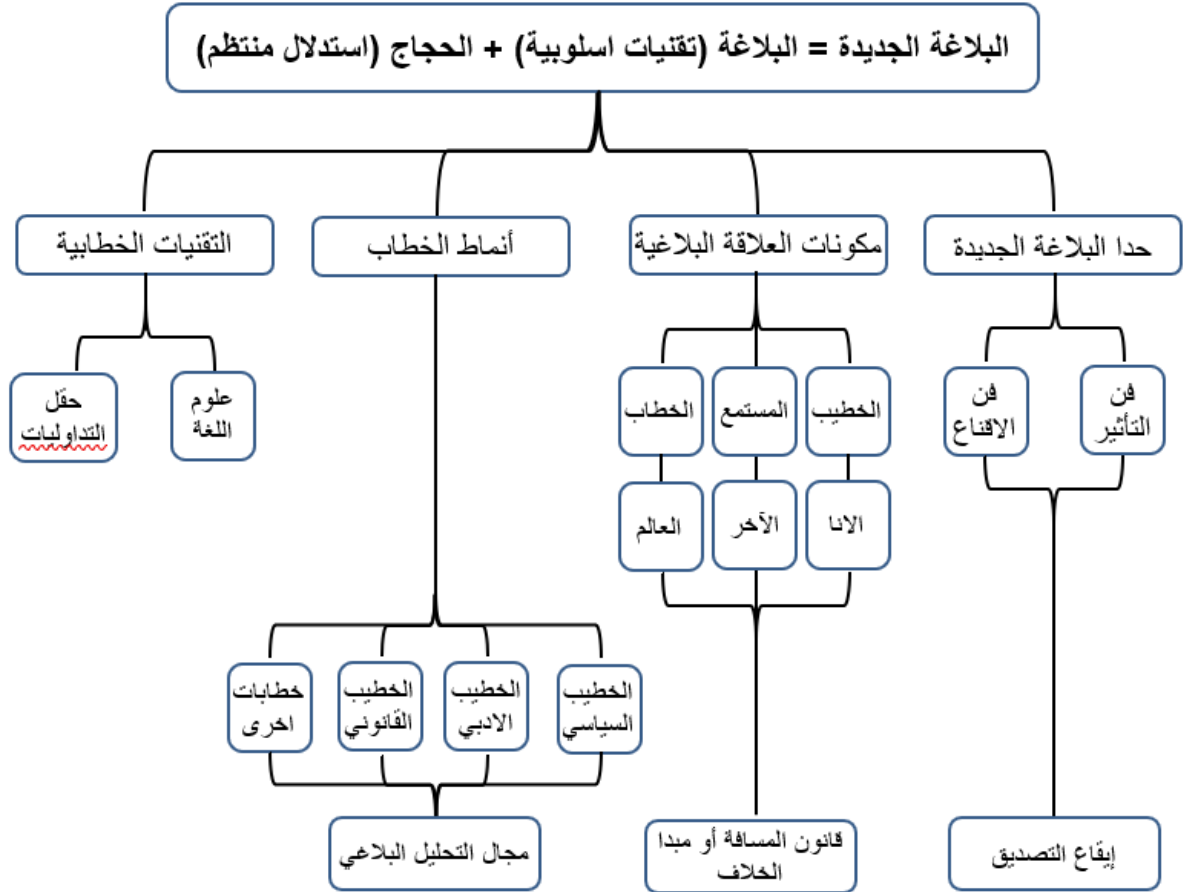 البلاغة الجديدة = البلاغة (تقنيات اسلوبية) + الحجاج (استدلال منتظم)
حدا البلاغة الجديدة
مكونات العلاقة البلاغية
أنماط الخطاب
التقنيات الخطابية
فن
التأثير
فن
الاقناع
الخطيب
المستمع
الخطاب
علوم
اللغة
حقل
التداوليات
الانا
الآخر
العالم
الخطيب
السياسي
الخطيب
الادبي
الخطيب
القانوني
خطابات
اخرى
إيقاع التصديق
قانون المسافة أو مبدا
الخلاف
مجال التحليل البلاغي